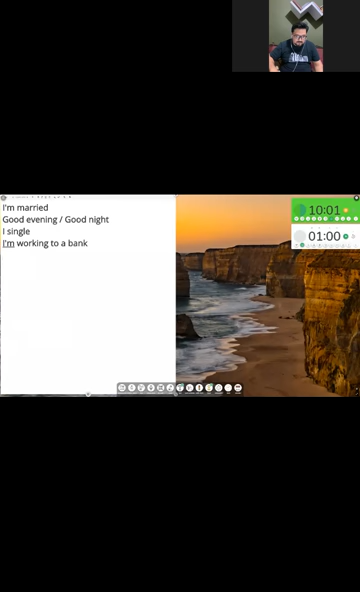 I'm married
Good evening / Good night
I single
I'm working to a bank
10:01
01:00